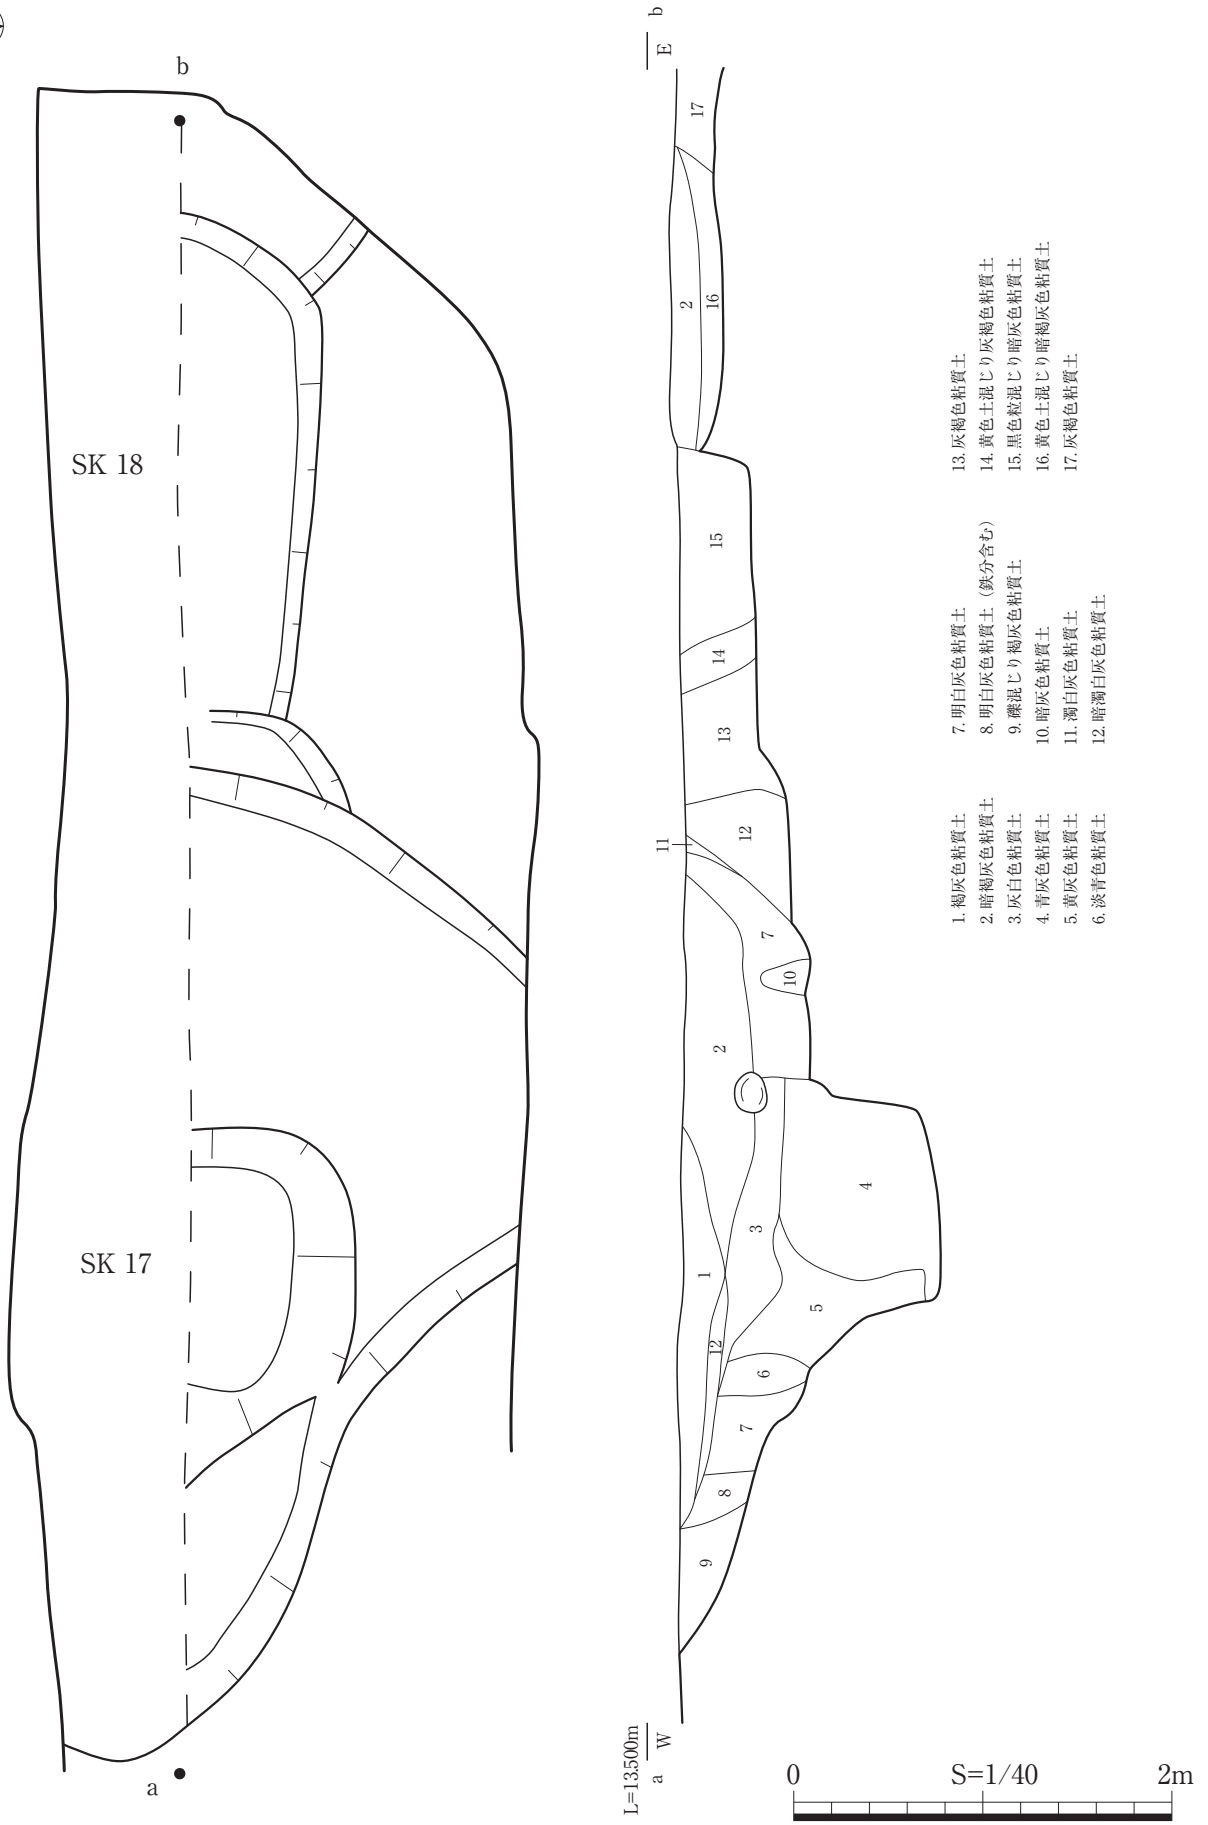 b
SK 18
SK 17
a
b
E
17
2
16
15
14
13
12
11
7
10
2
4
3
1
5
12
6
7
8
9
L=13.500m
a
W
1. 褐灰色粘質土
2. 暗褐灰色粘質土
3. 灰白色粘質土
4. 青灰色粘質土
5. 黄灰色粘質土
6. 淡青色粘質土
7. 明白灰色粘質土
8. 明白灰色粘質土（鉄分含む）
9. 礫混じり褐灰色粘質土
10. 暗灰色粘質土
11. 濁白灰色粘質土
12. 暗濁白灰色粘質土
13. 灰褐色粘質土
14. 黄色土混じり灰褐色粘質土
15. 黒色粒混じり暗灰色粘質土
16. 黄色土混じり暗褐灰色粘質土
17. 灰褐色粘質土
0 S=1/40 2m